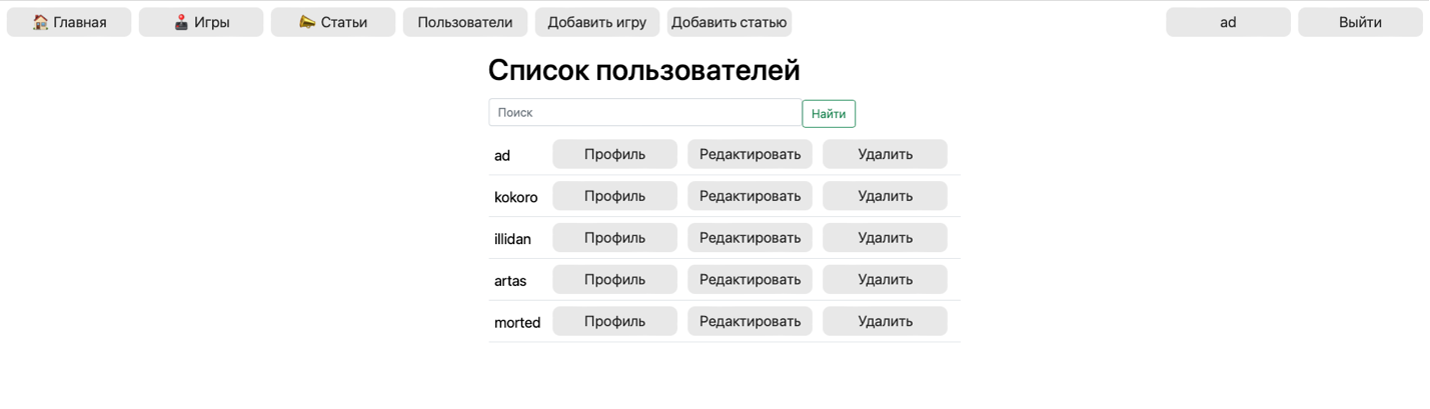 Главная Игры Статьи Пользователи Добавить игру Добавить статью ad Выйти
Список пользователей
Поиск Найти
ad Профиль Редактировать Удалить
kokoro Профиль Редактировать Удалить
illidan Профиль Редактировать Удалить
artas Профиль Редактировать Удалить
morted Профиль Редактировать Удалить